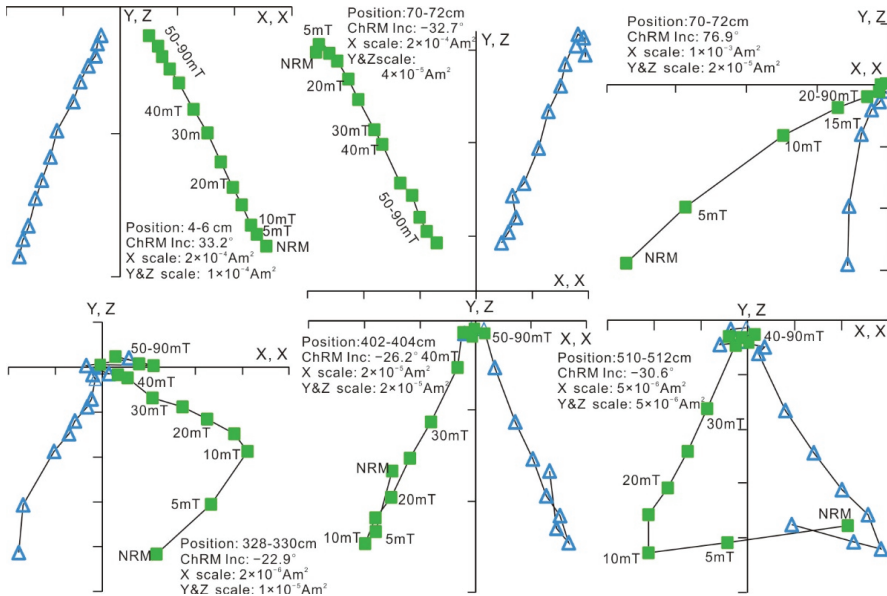 Y, Z
X, X
50-90mT
40mT
30mT
20mT
10mT
5mT
NRM
Position: 4-6 cm
ChRM Inc: 33.2°
X scale: 2×10⁻⁴Am²
Y&Z scale: 1×10⁻⁴Am²
Position:70-72cm
ChRM Inc: −32.7°
X scale: 2×10⁻⁴Am²
Y&Zscale:
4×10⁻⁵Am²
Y, Z
X, X
5mT
NRM
20mT
30mT
40mT
50-90mT
Position:70-72cm
ChRM Inc: 76.9°
X scale: 1×10⁻³Am²
Y&Z scale: 2×10⁻⁵Am²
Y, Z
X, X
20-90mT
15mT
10mT
5mT
NRM
Y, Z
X, X
50-90mT
40mT
30mT
20mT
10mT
5mT
NRM
Position: 328-330cm
ChRM Inc: −22.9°
X scale: 2×10⁻⁶Am²
Y&Z scale: 1×10⁻⁵Am²
Y, Z
X, X
50-90mT
Position:402-404cm
ChRM Inc: −26.2°
X scale: 2×10⁻⁵Am²
Y&Z scale: 2×10⁻⁵Am²
40mT
30mT
NRM
20mT
10mT
5mT
Y, Z
X, X
40-90mT
Position:510-512cm
ChRM Inc: −30.6°
X scale: 5×10⁻⁶Am²
Y&Z scale: 5×10⁻⁶Am²
30mT
20mT
NRM
10mT
5mT